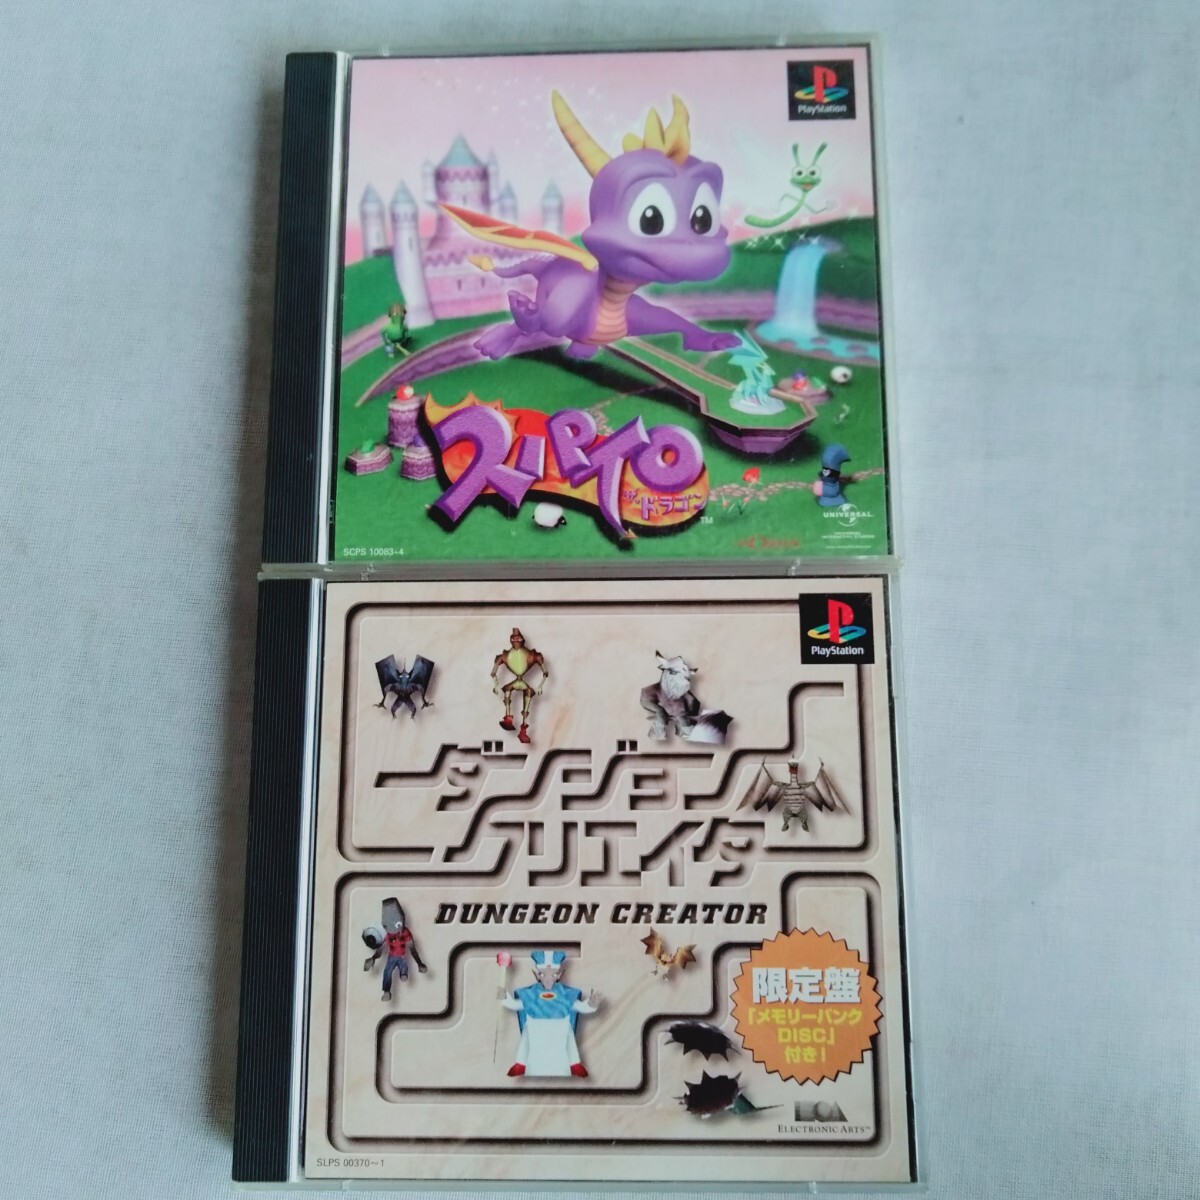 PlayStation
スパイロ
ザ・ドラゴン
TM
UNIVERSAL
SCPS 10083-4
PlayStation
ダンジョン
クリエイタ
DUNGEON CREATOR
限定盤
「メモリーバンク
DISC」
付き!
ELECTRONIC ARTS™
SLPS 00370~1